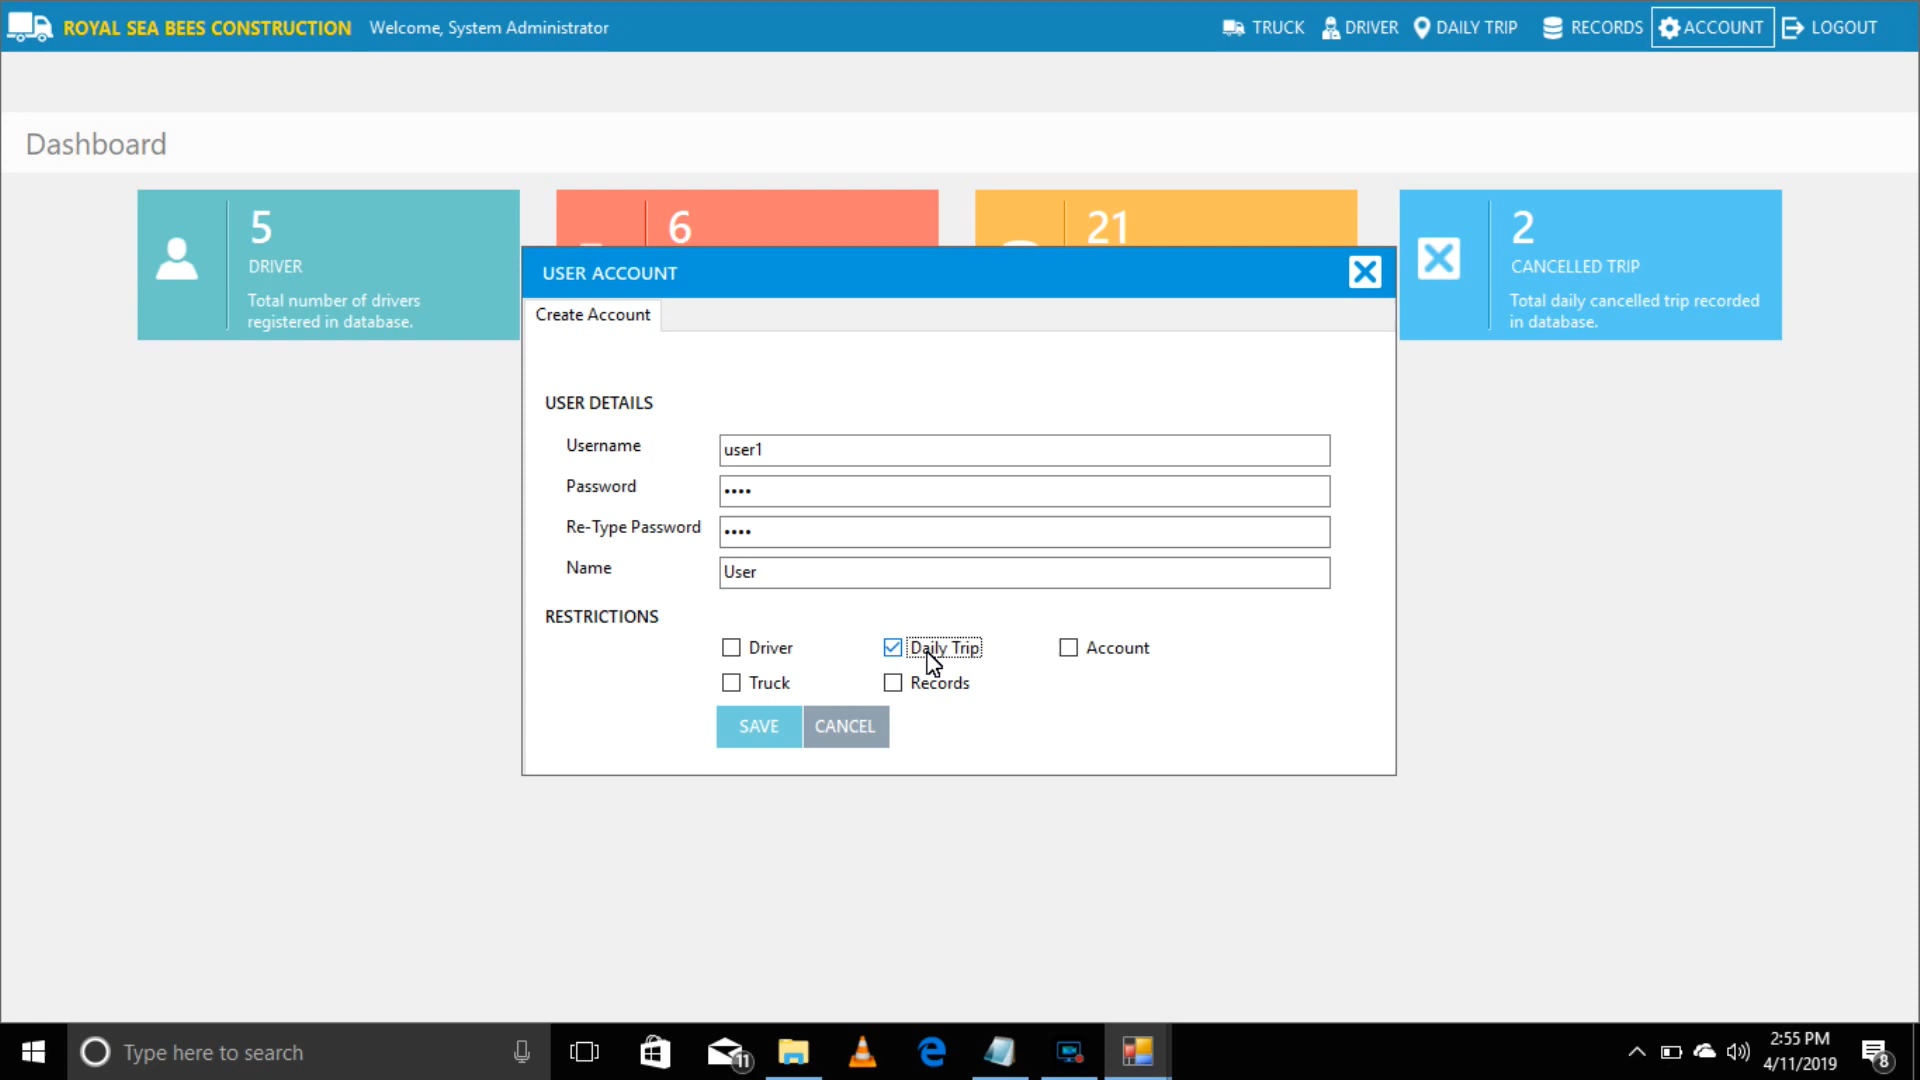 ROYAL SEA BEES CONSTRUCTION Welcome, System Administrator TRUCK DRIVER DAILY TRIP RECORDS ACCOUNT LOGOUT
Dashboard
5
DRIVER
Total number of drivers
registered in database.
6
21
2
CANCELLED TRIP
Total daily cancelled trip recorded
in database.
USER ACCOUNT
Create Account
USER DETAILS
Username user1
Password ••••
Re-Type Password ••••
Name User
RESTRICTIONS
Driver Daily Trip Account
Truck Records
SAVE CANCEL
Type here to search
11
2:55 PM
4/11/2019
8